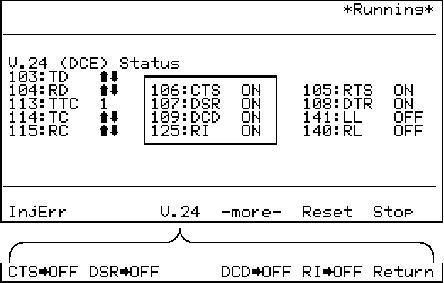 *Running*
V.24 (DCE) Status
103:TD ⬆⬇
104:RD ⬆⬇ 106:CTS ON 105:RTS ON
113:TTC 1 107:DSR ON 108:DTR ON
114:TC ⬆⬇ 109:DCD ON 141:LL OFF
115:RC ⬆⬇ 125:RI ON 140:RL OFF
InjErr V.24 -more- Reset Stop
CTS➡OFF DSR➡OFF DCD➡OFF RI➡OFF Return